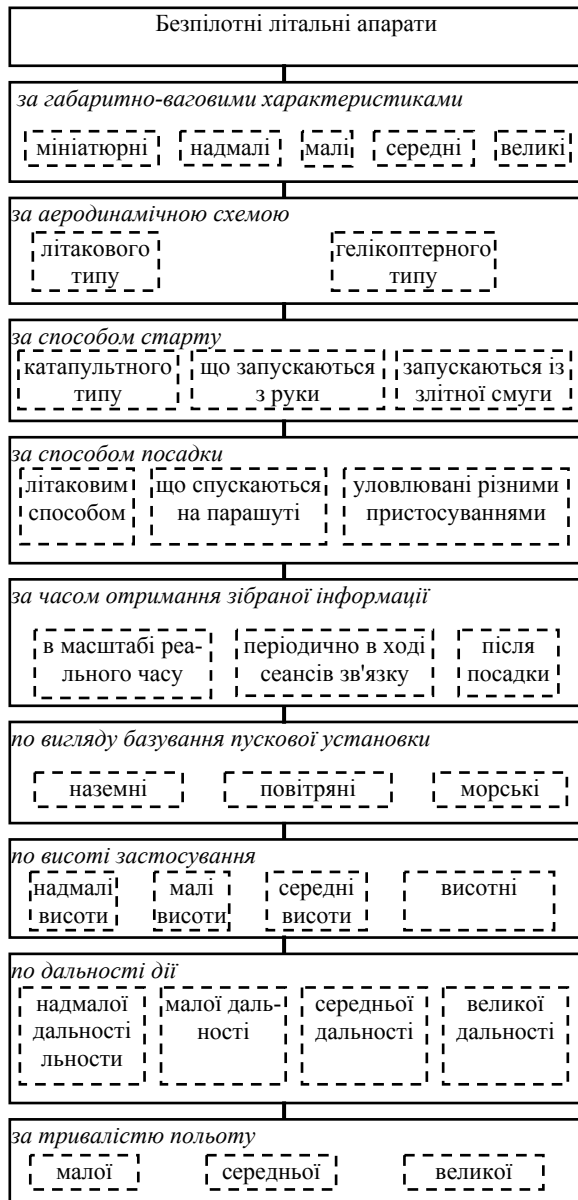 Безпілотні літальні апарати
за габаритно-ваговими характеристиками
мініатюрні надмалі малі середні великі
за аеродинамічною схемою
літакового гелікоптерного
типу типу
за способом старту
катапультного що запускаються запускаються із
типу з руки злітної смуги
за способом посадки
літаковим що спускаються уловлювані різними
способом на парашуті пристосуваннями
за часом отримання зібраної інформації
в масштабі реа- періодично в ході після
льного часу сеансів зв'язку посадки
по вигляду базування пускової установки
наземні повітряні морські
по висоті застосування
надмалі малі середні висотні
висоти висоти висоти
по дальності дії
надмалої малої даль- середньої великої
дальності ності дальності дальності
льности
за тривалістю польоту
малої середньої великої